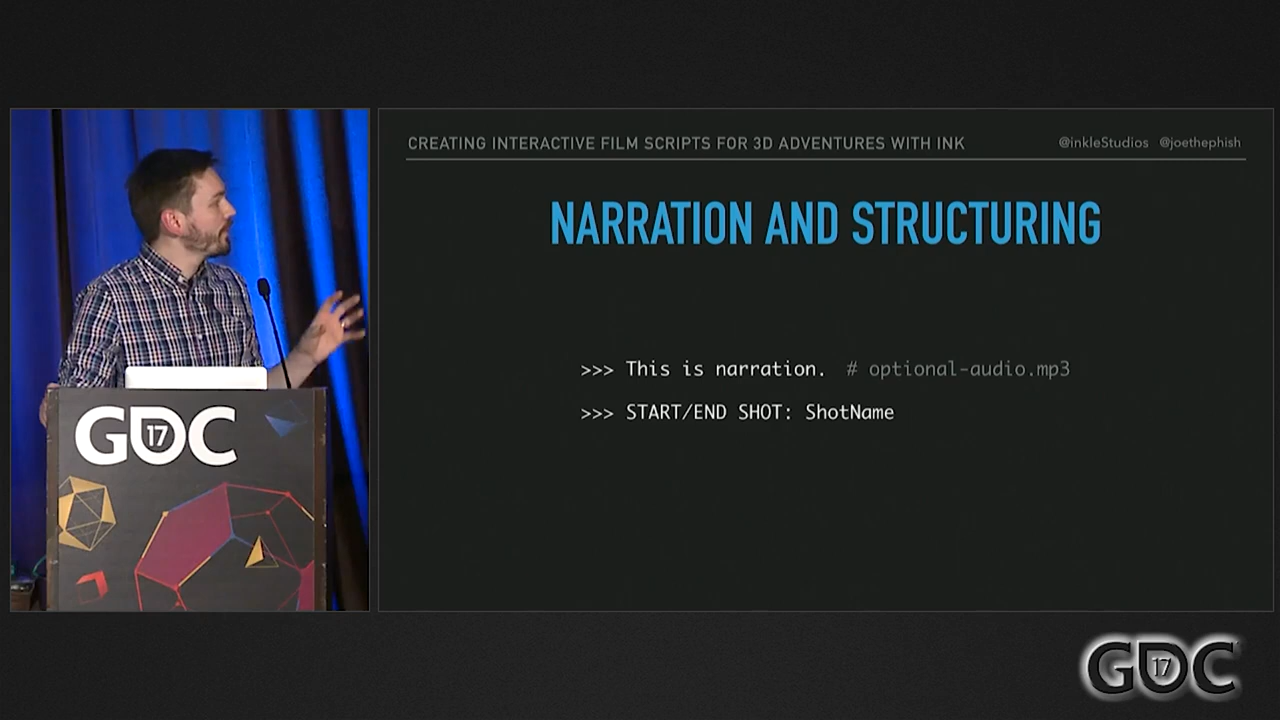 CREATING INTERACTIVE FILM SCRIPTS FOR 3D ADVENTURES WITH INK
@inkleStudios @joethephish
NARRATION AND STRUCTURING
>>> This is narration. # optional-audio.mp3
>>> START/END SHOT: ShotName
GDC 17
GDC 17